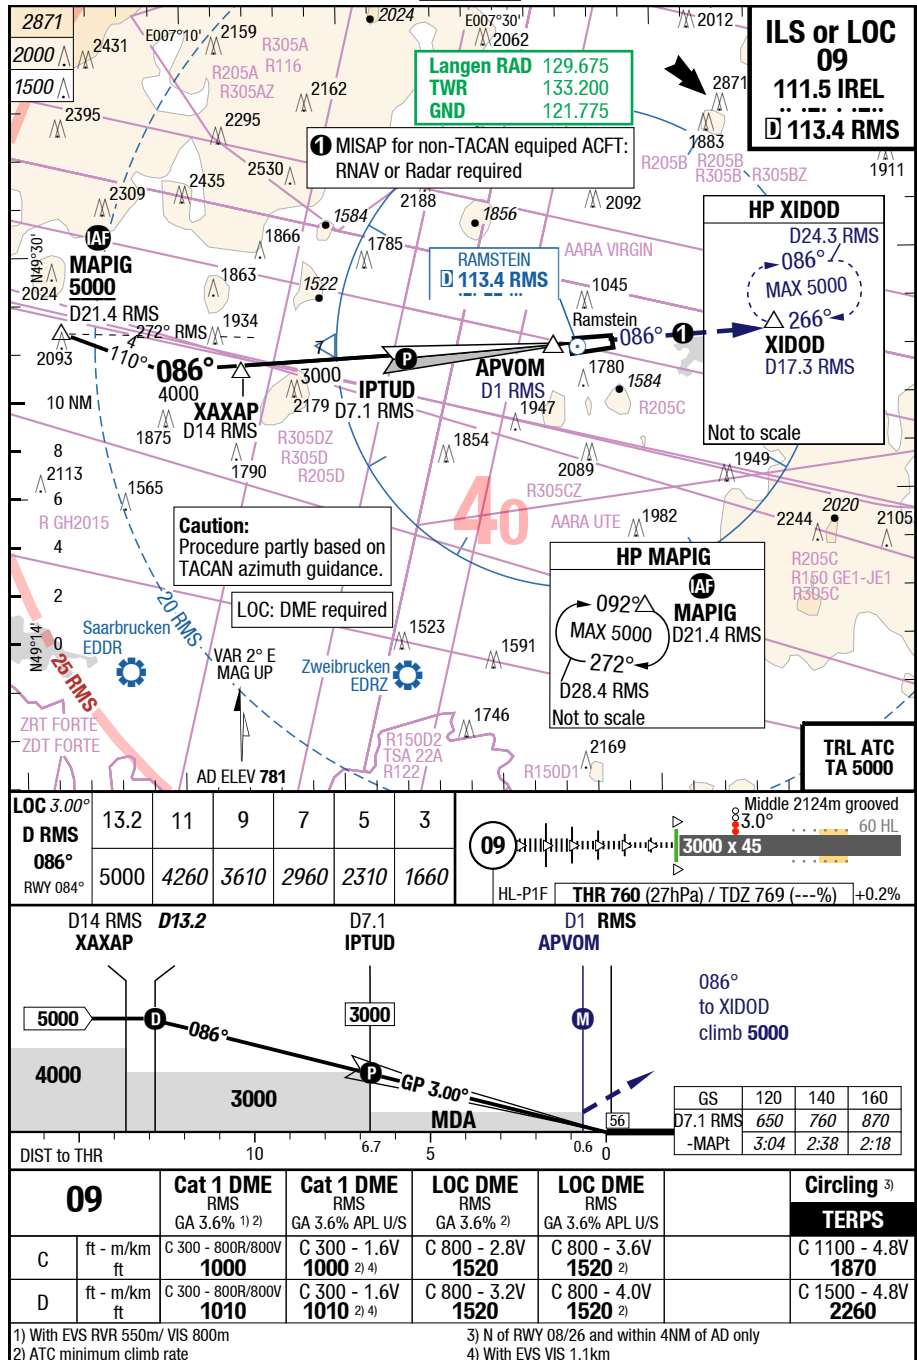 2871
2000
1500
E007°10'
E007°30'
2024
2012
2431
2159
2062
R305A
R116
R205A
R305AZ
2395
2162
2295
Langen RAD 129.675
TWR 133.200
GND 121.775
ILS or LOC
09
111.5 IREL
D 113.4 RMS
2871
1883
R205B R205B
R305B R305BZ
1911
1 MISAP for non-TACAN equiped ACFT:
RNAV or Radar required
2530
2435
2309
2188
2092
1584
1856
1866
1785
AARA VIRGIN
IAF
MAPIG
5000
D21.4 RMS
N49°30'
2024
1863
1522
1934
RAMSTEIN
D 113.4 RMS
1045
Ramstein
HP XIDOD
D24.3 RMS
086°
MAX 5000
266°
XIDOD
D17.3 RMS
Not to scale
272° RMS
2093
4
110°
086°
4000
7
3000
P
IPTUD
D7.1 RMS
APVOM
D1 RMS
086°
1
1780
1584
R205C
10 NM
XAXAP
D14 RMS
2179
1947
1875
R305DZ
R305D
R205D
1790
1854
2089
1949
8
2113
6
1565
R305CZ
40
AARA UTE
1982
2244
2020
2105
R GH2015
4
Caution:
Procedure partly based on
TACAN azimuth guidance.
R205C
R150 GE1-JE1
R305C
HP MAPIG
IAF
092°
MAPIG
MAX 5000
D21.4 RMS
272°
D28.4 RMS
Not to scale
2
20 RMS
LOC: DME required
N49°14'
0
Saarbrucken
EDDR
25 RMS
VAR 2° E
MAG UP
1523
Zweibrucken
EDRZ
1591
ZRT FORTE
ZDT FORTE
1746
R150D2
TSA 22A
R122
2169
R150D1
AD ELEV 781
TRL ATC
TA 5000
LOC 3.00°
D RMS 13.2 11 9 7 5 3
086°
RWY 084° 5000 4260 3610 2960 2310 1660
Middle 2124m grooved
3.0°
60 HL
09
3000 x 45
HL-P1F THR 760 (27hPa) / TDZ 769 (---%) +0.2%
D14 RMS D13.2 D7.1 D1 RMS
XAXAP IPTUD APVOM
5000
D
086°
3000
P
GP 3.00°
M
086°
to XIDOD
climb 5000
4000
3000
MDA
56
GS 120 140 160
D7.1 RMS 650 760 870
-MAPt 3:04 2:38 2:18
DIST to THR 10 6.7 5 0.6 0
09 Cat 1 DME Cat 1 DME LOC DME LOC DME Circling 3)
RMS RMS RMS RMS
GA 3.6% 1) 2) GA 3.6% APL U/S GA 3.6% 2) GA 3.6% APL U/S TERPS
C ft - m/km C 300 - 800R/800V C 300 - 1.6V C 800 - 2.8V C 800 - 3.6V C 1100 - 4.8V
ft 1000 1000 2) 4) 1520 1520 2) 1870
D ft - m/km C 300 - 800R/800V C 300 - 1.6V C 800 - 3.2V C 800 - 4.0V C 1500 - 4.8V
ft 1010 1010 2) 4) 1520 1520 2) 2260
1) With EVS RVR 550m/ VIS 800m 3) N of RWY 08/26 and within 4NM of AD only
2) ATC minimum climb rate 4) With EVS VIS 1.1km